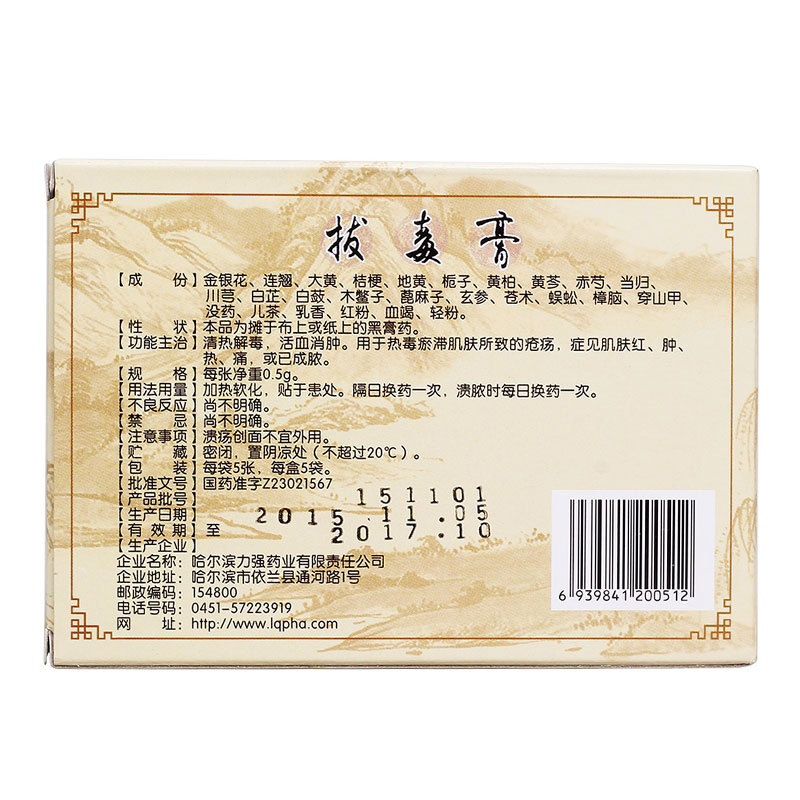 拔毒膏
【成 份】金银花、连翘、大黄、桔梗、地黄、栀子、黄柏、黄芩、赤芍、当归、
川芎、白芷、白蔹、木鳖子、蓖麻子、玄参、苍术、蜈蚣、樟脑、穿山甲、
没药、儿茶、乳香、红粉、血竭、轻粉。
【性 状】本品为摊于布上或纸上的黑膏药。
【功能主治】清热解毒，活血消肿。用于热毒瘀滞肌肤所致的疮疡，症见肌肤红、肿、
热、痛，或已成脓。
【规 格】每张净重0.5g。
【用法用量】加热软化，贴于患处。隔日换药一次，溃脓时每日换药一次。
【不良反应】尚不明确。
【禁 忌】尚不明确。
【注意事项】溃疡创面不宜外用。
【贮 藏】密闭，置阴凉处（不超过20℃）。
【包 装】每袋5张，每盒5袋。
【批准文号】国药准字Z23021567
【产品批号】 151101
【生产日期】 2015.11.05
【有 效 期】至 2017.10
【生产企业】
企业名称：哈尔滨力强药业有限责任公司
企业地址：哈尔滨市依兰县通河路1号
邮政编码：154800
电话号码：0451-57223919
网 址：http://www.lqpha.com
6 939841 200512